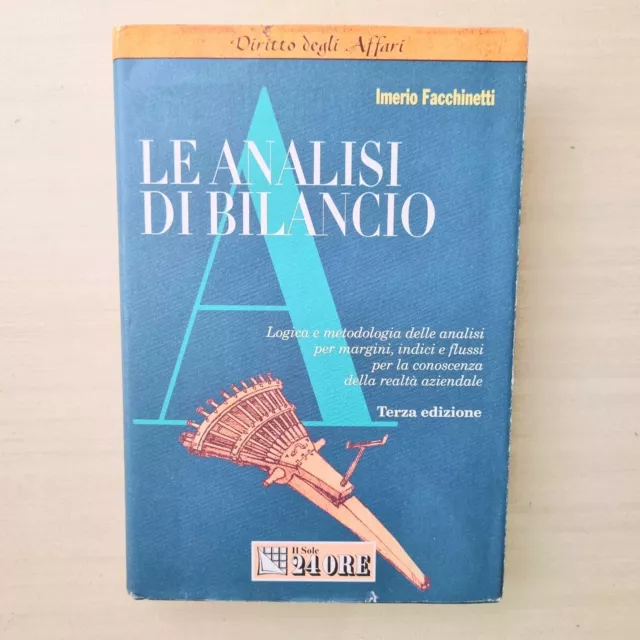 Diritto degli Affari
Imerio Facchinetti
LE ANALISI
DI BILANCIO
Logica e metodologia delle analisi
per margini, indici e flussi
per la conoscenza
della realtà aziendale
Terza edizione
Il Sole
24 ORE